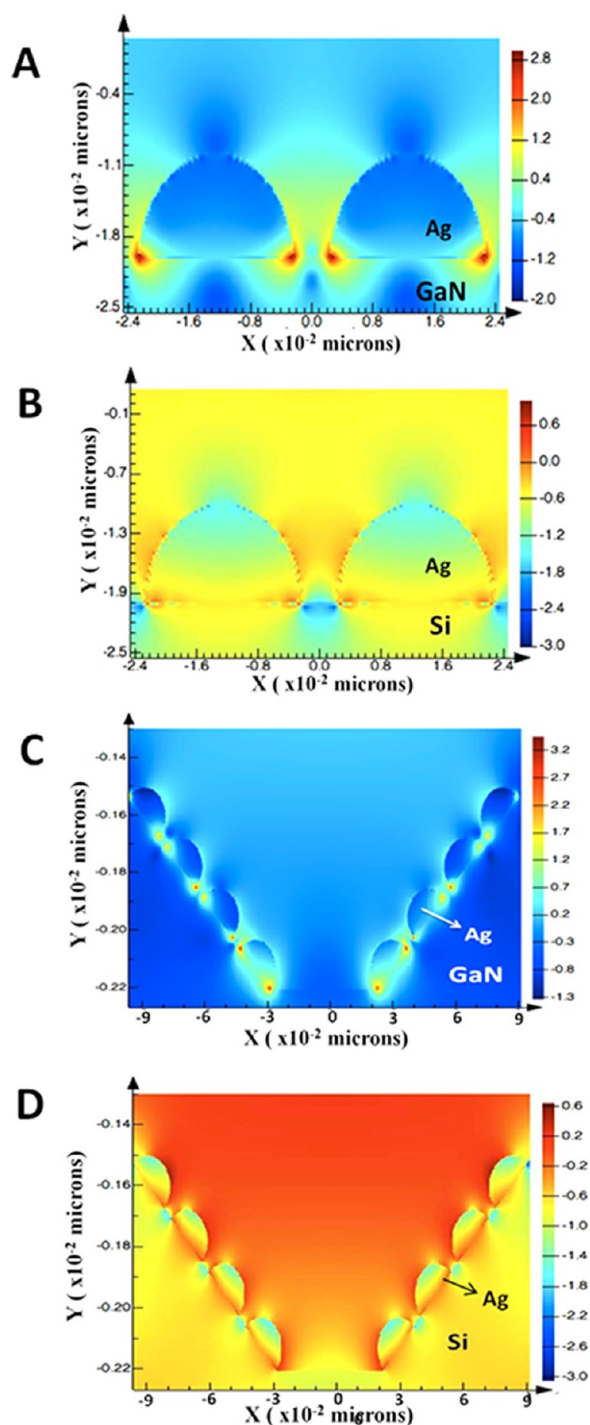 A
Y ( x10-2 microns)
-0.4
-1.1
-1.8
-2.5
-2.4 -1.6 -0.8 0.0 0.8 1.6 2.4
X ( x10-2 microns)
Ag
GaN
2.8
2.0
1.2
0.4
-0.4
-1.2
-2.0
B
Y ( x10-2 microns)
-0.1
-0.7
-1.3
-1.9
-2.5
-2.4 -1.6 -0.8 0.0 0.8 1.6 2.4
X ( x10-2 microns)
Ag
Si
0.6
0.0
-0.6
-1.2
-1.8
-2.4
-3.0
C
Y ( x10-2 microns)
-0.14
-0.16
-0.18
-0.20
-0.22
-9 -6 -3 0 3 6 9
X ( x10-2 microns)
Ag
GaN
3.2
2.7
2.2
1.7
1.2
0.7
0.2
-0.3
-0.8
-1.3
D
Y ( x10-2 microns)
-0.14
-0.16
-0.18
-0.20
-0.22
-9 -6 -3 0 3 6 9
X ( x10-2 microns)
Ag
Si
0.6
0.2
-0.2
-0.6
-1.0
-1.4
-1.8
-2.2
-2.6
-3.0